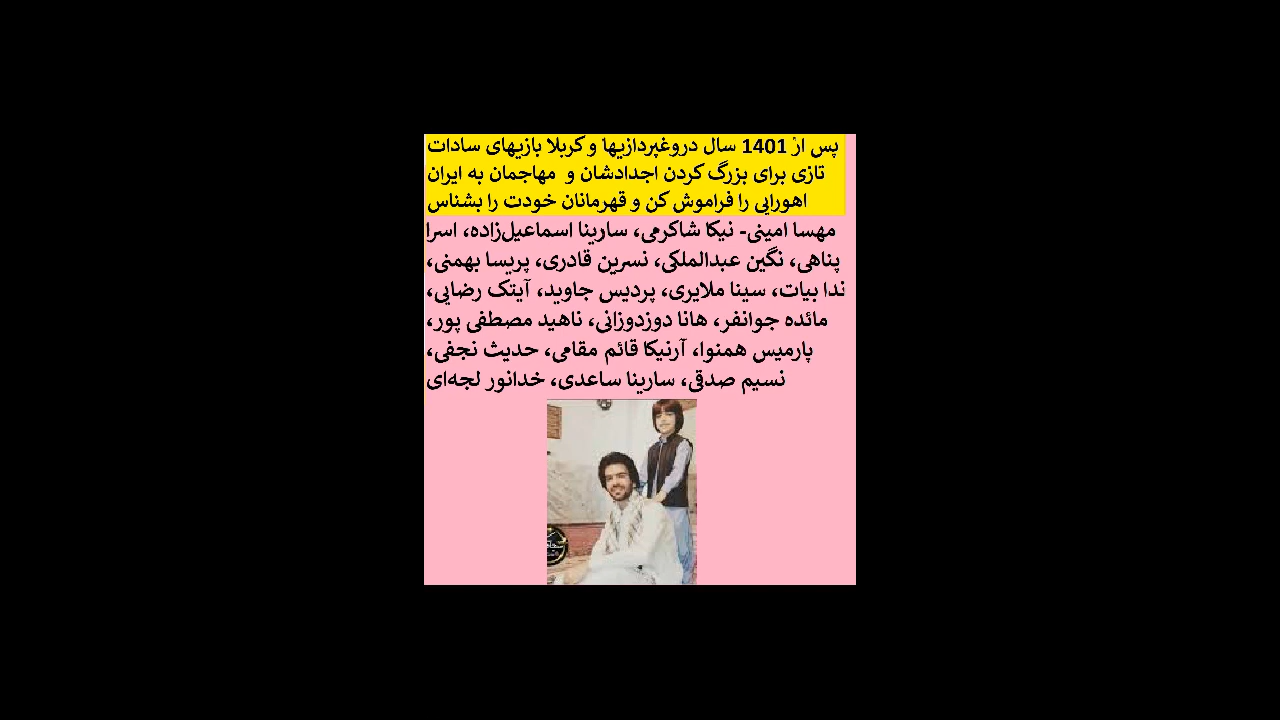 پس از 1401 سال دروغپردازیها و کربلا بازیهای سادات
تازی برای بزرگ کردن اجدادشان و مهاجمان به ایران
اهورایی را فراموش کن و قهرمانان خودت را بشناس
مهسا امینی- نیکا شاکرمی، سارینا اسماعیل‌زاده، اسرا
پناهی، نگین عبدالملکی، نسرین قادری، پریسا بهمنی،
ندا بیات، سینا ملایری، پردیس جاوید، آیتک رضایی،
مائده جوانفر، هانا دوزدوزانی، ناهید مصطفی پور،
پارمیس همنوا، آرنیکا قائم مقامی، حدیث نجفی،
نسیم صدقی، سارینا ساعدی، خدانور لجه‌ای